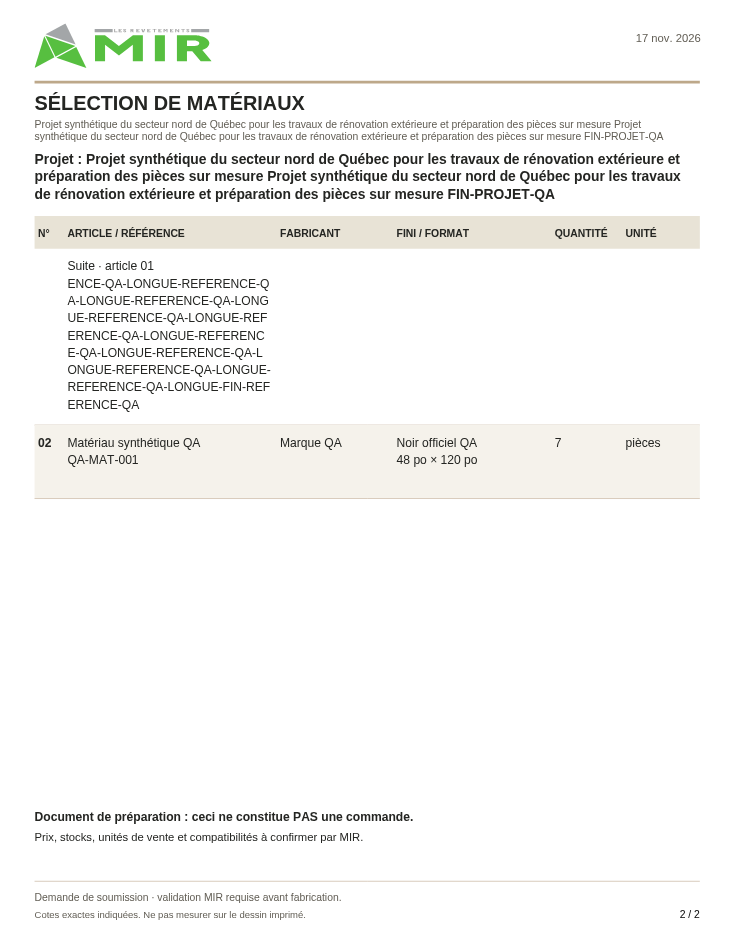 LES REVÊTEMENTS
MIR
17 nov. 2026
SÉLECTION DE MATÉRIAUX
Projet synthétique du secteur nord de Québec pour les travaux de rénovation extérieure et préparation des pièces sur mesure Projet
synthétique du secteur nord de Québec pour les travaux de rénovation extérieure et préparation des pièces sur mesure FIN-PROJET-QA
Projet : Projet synthétique du secteur nord de Québec pour les travaux de rénovation extérieure et
préparation des pièces sur mesure Projet synthétique du secteur nord de Québec pour les travaux
de rénovation extérieure et préparation des pièces sur mesure FIN-PROJET-QA
N° ARTICLE / RÉFÉRENCE FABRICANT FINI / FORMAT QUANTITÉ UNITÉ
Suite · article 01
ENCE-QA-LONGUE-REFERENCE-Q
A-LONGUE-REFERENCE-QA-LONG
UE-REFERENCE-QA-LONGUE-REF
ERENCE-QA-LONGUE-REFERENC
E-QA-LONGUE-REFERENCE-QA-L
ONGUE-REFERENCE-QA-LONGUE-
REFERENCE-QA-LONGUE-FIN-REF
ERENCE-QA
02 Matériau synthétique QA Marque QA Noir officiel QA 7 pièces
QA-MAT-001 48 po × 120 po
Document de préparation : ceci ne constitue PAS une commande.
Prix, stocks, unités de vente et compatibilités à confirmer par MIR.
Demande de soumission · validation MIR requise avant fabrication.
Cotes exactes indiquées. Ne pas mesurer sur le dessin imprimé.
2 / 2